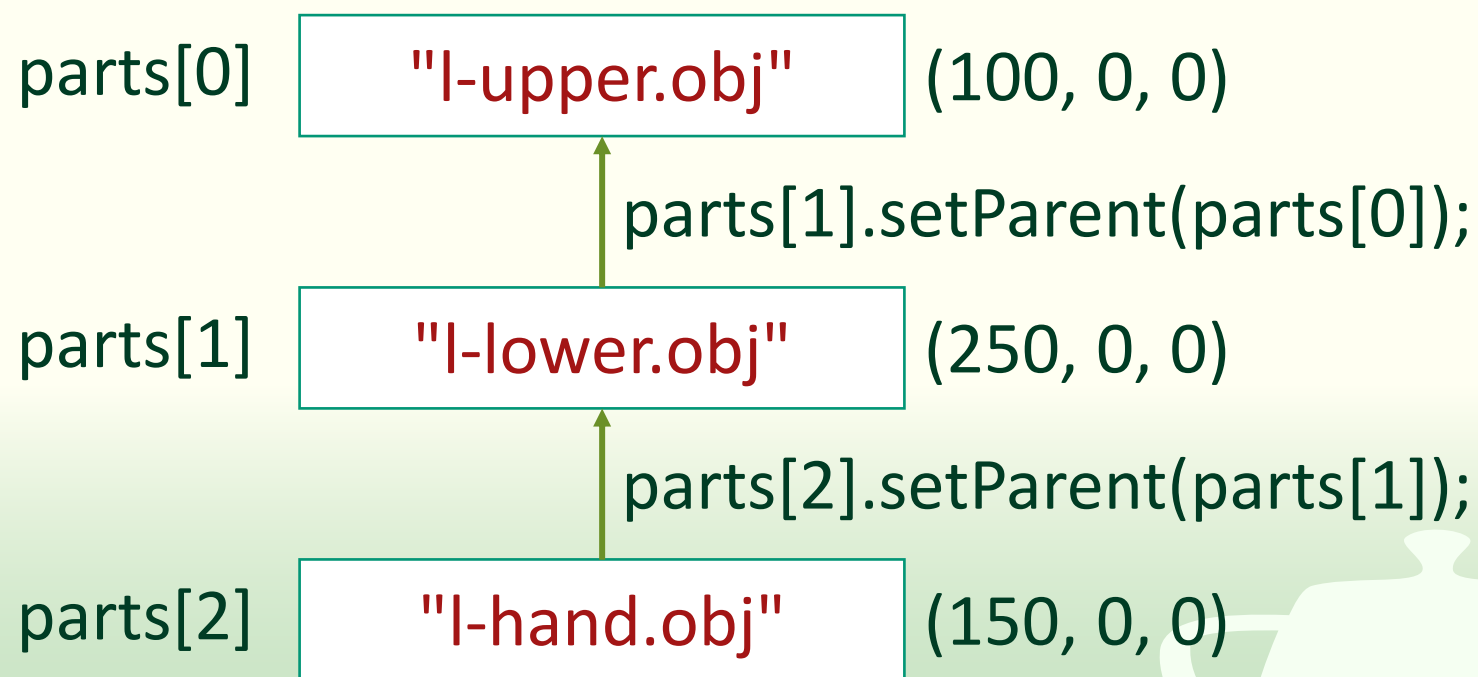 parts[0] "l-upper.obj" (100, 0, 0)
parts[1].setParent(parts[0]);
parts[1] "l-lower.obj" (250, 0, 0)
parts[2].setParent(parts[1]);
parts[2] "l-hand.obj" (150, 0, 0)